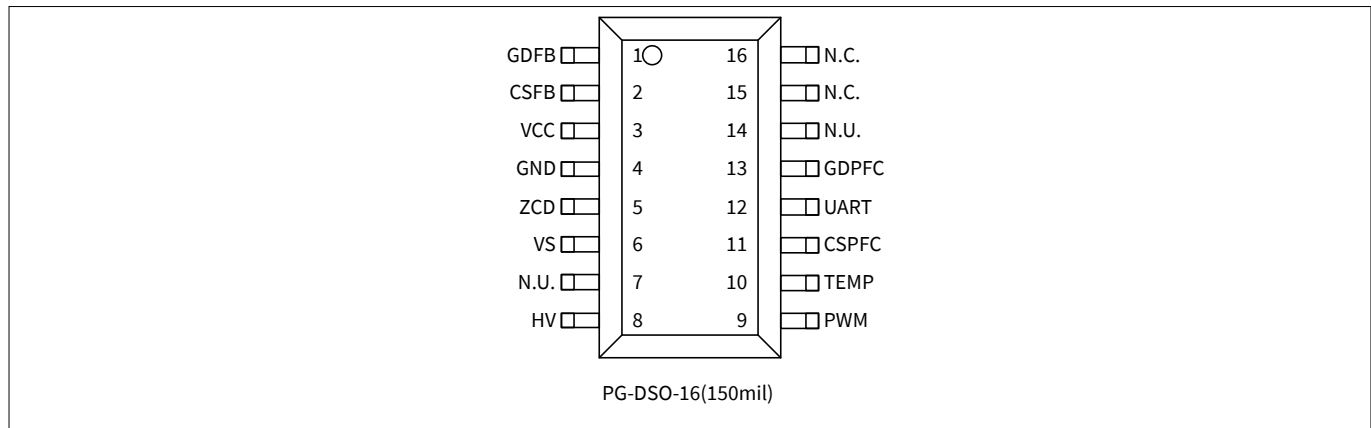 GDFB 1 16 N.C.
CSFB 2 15 N.C.
VCC 3 14 N.U.
GND 4 13 GDPFC
ZCD 5 12 UART
VS 6 11 CSPFC
N.U. 7 10 TEMP
HV 8 9 PWM
PG-DSO-16(150mil)